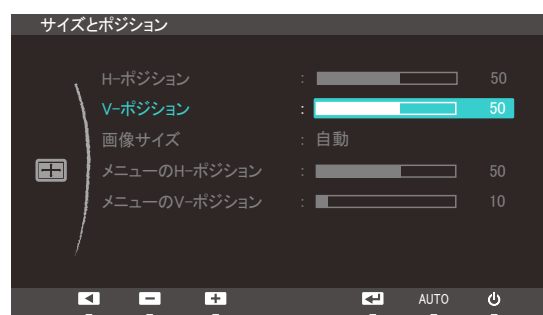 サイズとポジション
H-ポジション : 50
V-ポジション : 50
画像サイズ : 自動
メニューのH-ポジション : 50
メニューのV-ポジション : 10
AUTO